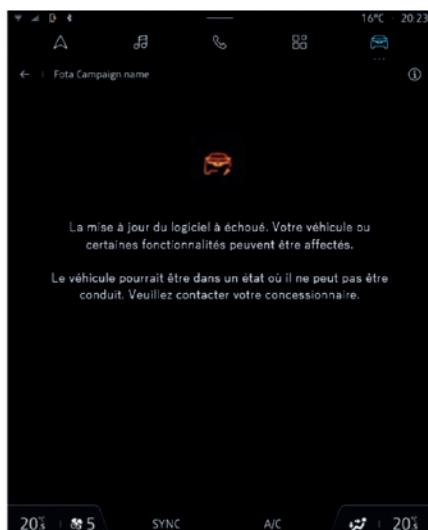 16°C 20:23
Fota Campaign name
La mise à jour du logiciel à échoué. Votre véhicule ou
certaines fonctionnalités peuvent être affectés.
Le véhicule pourrait être dans un état où il ne peut pas être
conduit. Veuillez contacter votre concessionnaire.
20.5 °C 5 SYNC A/C 20.5 °C